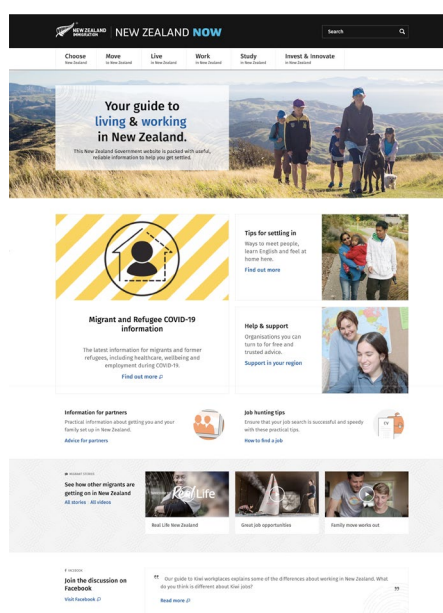 NEW ZEALAND
IMMIGRATION
NEW ZEALAND NOW
Search
Choose
New Zealand
Move
to New Zealand
Live
in New Zealand
Work
in New Zealand
Study
in New Zealand
Invest & Innovate
in New Zealand
Your guide to
living & working
in New Zealand.
This New Zealand Government website is packed with useful,
reliable information to help you get settled.
Tips for settling in
Ways to meet people,
learn English and feel at
home here.
Find out more
Migrant and Refugee COVID-19
information
The latest information for migrants and former
refugees, including healthcare, wellbeing and
employment during COVID-19.
Find out more
Help & support
Organisations you can
turn to for free and
trusted advice.
Support in your region
Information for partners
Practical information about getting you and your
family set up in New Zealand.
Advice for partners
Job hunting tips
Ensure that your job search is successful and speedy
with these practical tips.
How to find a job
CV
MIGRANT STORIES
See how other migrants are
getting on in New Zealand
All stories All videos
Real Life
Real Life New Zealand
Great job opportunities
Family move works out
FACEBOOK
Join the discussion on
Facebook
Visit Facebook
" Our guide to Kiwi workplaces explains some of the differences about working in New Zealand. What
do you think is different about Kiwi jobs? "
Read more